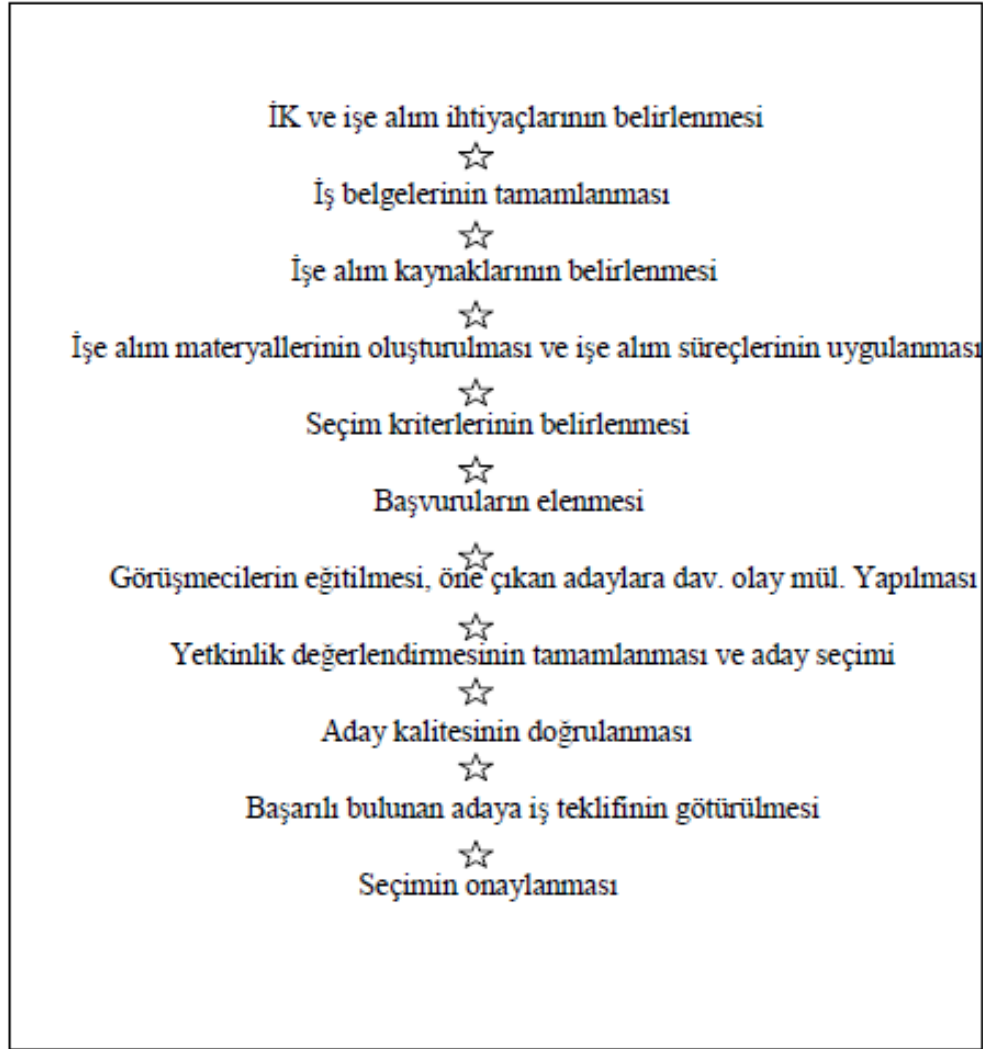 İK ve işe alım ihtiyaçlarının belirlenmesi
İş belgelerinin tamamlanması
İşe alım kaynaklarının belirlenmesi
İşe alım materyallerinin oluşturulması ve işe alım süreçlerinin uygulanması
Seçim kriterlerinin belirlenmesi
Başvuruların elenmesi
Görüşmecilerin eğitilmesi, öne çıkan adaylara dav. olay mül. Yapılması
Yetkinlik değerlendirmesinin tamamlanması ve aday seçimi
Aday kalitesinin doğrulanması
Başarılı bulunan adaya iş teklifinin götürülmesi
Seçimin onaylanması